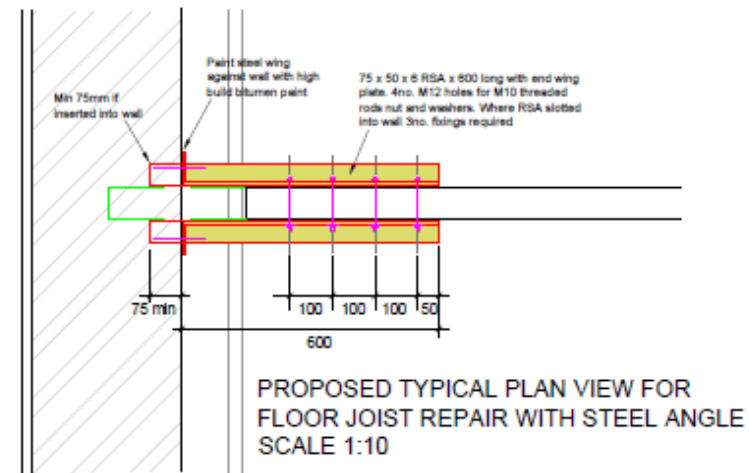 Paint steel wing
against wall with high
build bitumen paint
Min 75mm if
inserted into wall
75 x 50 x 6 RSA x 600 long with end wing
plate. 4no. M12 holes for M10 threaded
rods nut and washers. Where RSA slotted
into wall 3no. fixings required
75 min
100
100
100
50
600
PROPOSED TYPICAL PLAN VIEW FOR
FLOOR JOIST REPAIR WITH STEEL ANGLE
SCALE 1:10